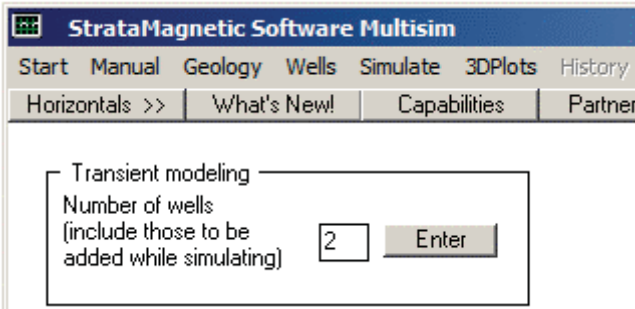 StrataMagnetic Software Multisim
Start Manual Geology Wells Simulate 3DPlots History
Horizontals >> What's New! Capabilities Partner
Transient modeling
Number of wells
(include those to be
added while simulating)
2 Enter